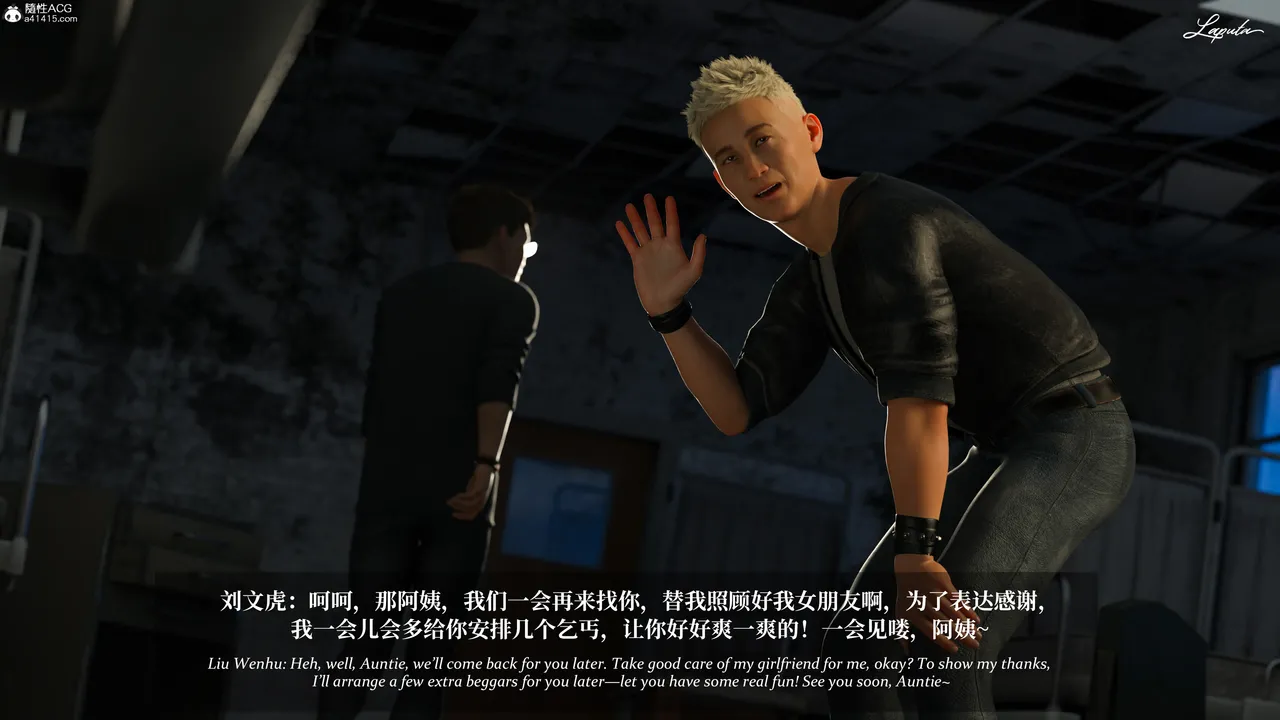 隨性ACG
a41415.com
Laputa
刘文虎：呵呵，那阿姨，我们一会再来找你，替我照顾好我女朋友啊，为了表达感谢，
我一会儿会多给你安排几个乞丐，让你好好爽一爽的！一会见喽，阿姨~
Liu Wenhu: Heh, well, Auntie, we’ll come back for you later. Take good care of my girlfriend for me, okay? To show my thanks,
I’ll arrange a few extra beggars for you later—let you have some real fun! See you soon, Auntie~